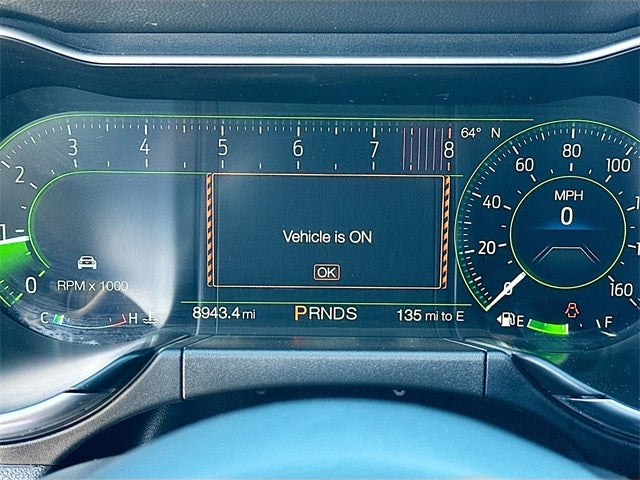 3 4 5 6 7 8 64° N
2
1
0
RPM x 1000
C H
Vehicle is ON
OK
8943.4 mi PRNDS 135 mi to E
0 20 40 60 80 100 160
MPH
0
E F